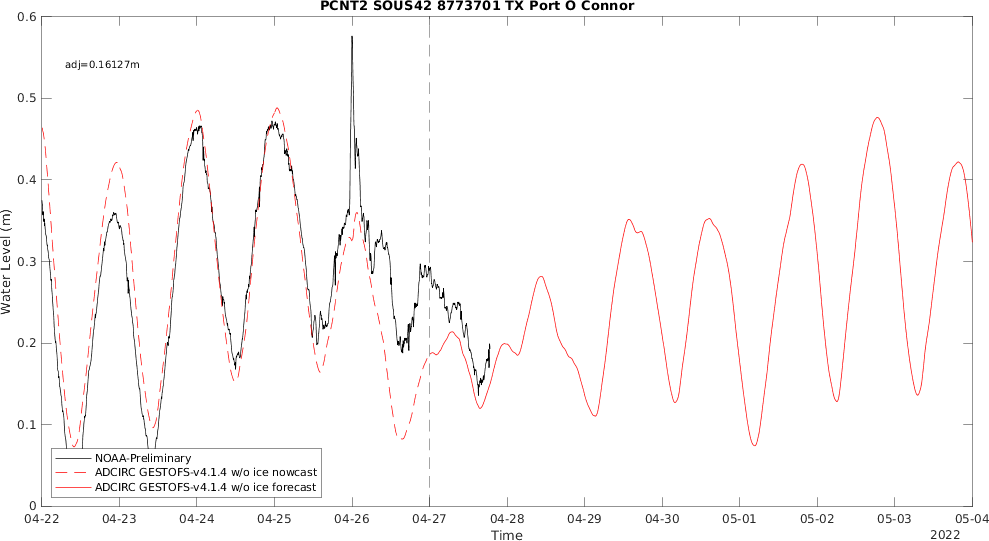 PCNT2 SOUS42 8773701 TX Port O Connor
adj=0.16127m
0.6
0.5
0.4
0.3
0.2
0.1
0
Water Level (m)
NOAA-Preliminary
ADCIRC GESTOFS-v4.1.4 w/o ice nowcast
ADCIRC GESTOFS-v4.1.4 w/o ice forecast
04-22 04-23 04-24 04-25 04-26 04-27 04-28 04-29 04-30 05-01 05-02 05-03 05-04
Time
2022